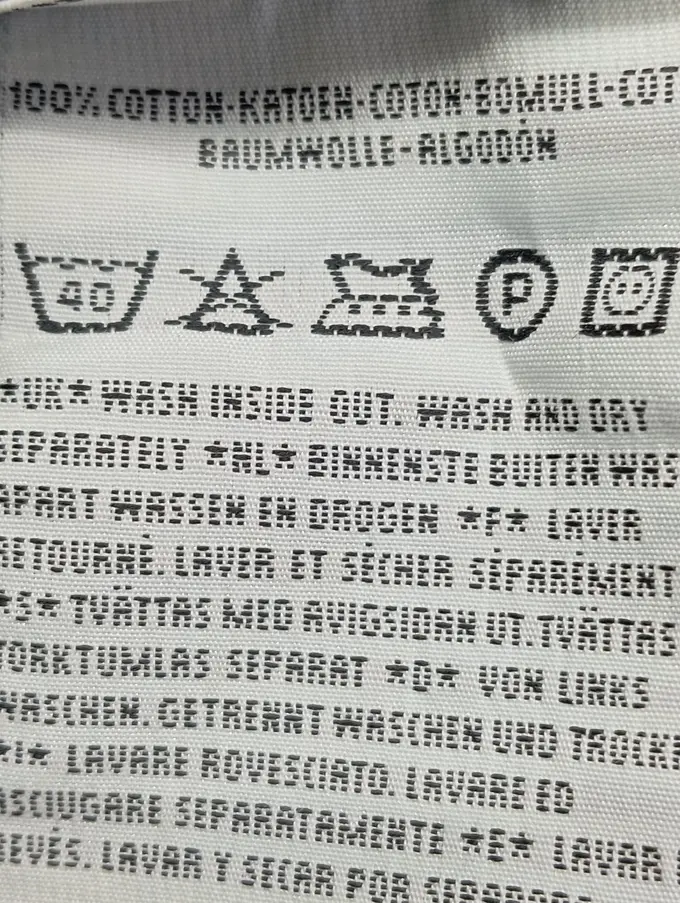 100% COTTON-KATOEN-COTON-BOMULL-COT
BAUMWOLLE-ALGODÓN
40 P
*UK* WASH INSIDE OUT. WASH AND DRY
SEPARATELY *NL* BINNENSTE BUITEN WAS
APART WASSEN EN DROGEN *F* LAVER
RETOURNÉ. LAVER ET SÉCHER SÉPARÉMENT
*S* TVÄTTAS MED AVIGSIDAN UT. TVÄTTAS
TORKTUMLAS SEPARAT *D* VON LINKS
WASCHEN. GETRENNT WASCHEN UND TROCKE
*I* LAVARE ROVESCIATO. LAVARE ED
ASCIUGARE SEPARATAMENTE *E* LAVAR
REVÉS. LAVAR Y SECAR POR SEPARADO